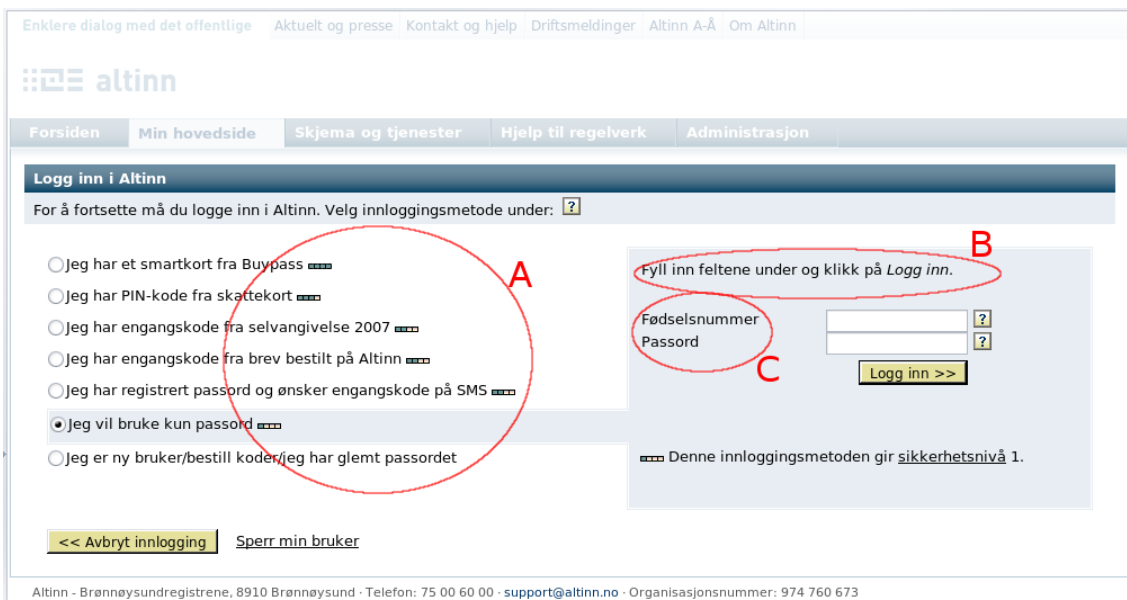 Enklere dialog med det offentlige Aktuelt og presse Kontakt og hjelp Driftsmeldinger Altinn A-Å Om Altinn
altinn
Forsiden Min hovedside Skjema og tjenester Hjelp til regelverk Administrasjon
Logg inn i Altinn
For å fortsette må du logge inn i Altinn. Velg innloggingsmetode under: ?
A
B
Jeg har et smartkort fra Buypass
Jeg har PIN-kode fra skattekort
Jeg har engangskode fra selvangivelse 2007
Jeg har engangskode fra brev bestilt på Altinn
Jeg har registrert passord og ønsker engangskode på SMS
Jeg vil bruke kun passord
Jeg er ny bruker/bestill koder/jeg har glemt passordet
Fyll inn feltene under og klikk på Logg inn.
Fødselsnummer ?
Passord ?
C
Logg inn >>
Denne innloggingsmetoden gir sikkerhetsnivå 1.
<< Avbryt innlogging Sperr min bruker
Altinn - Brønnøysundregistrene, 8910 Brønnøysund · Telefon: 75 00 60 00 · support@altinn.no · Organisasjonsnummer: 974 760 673